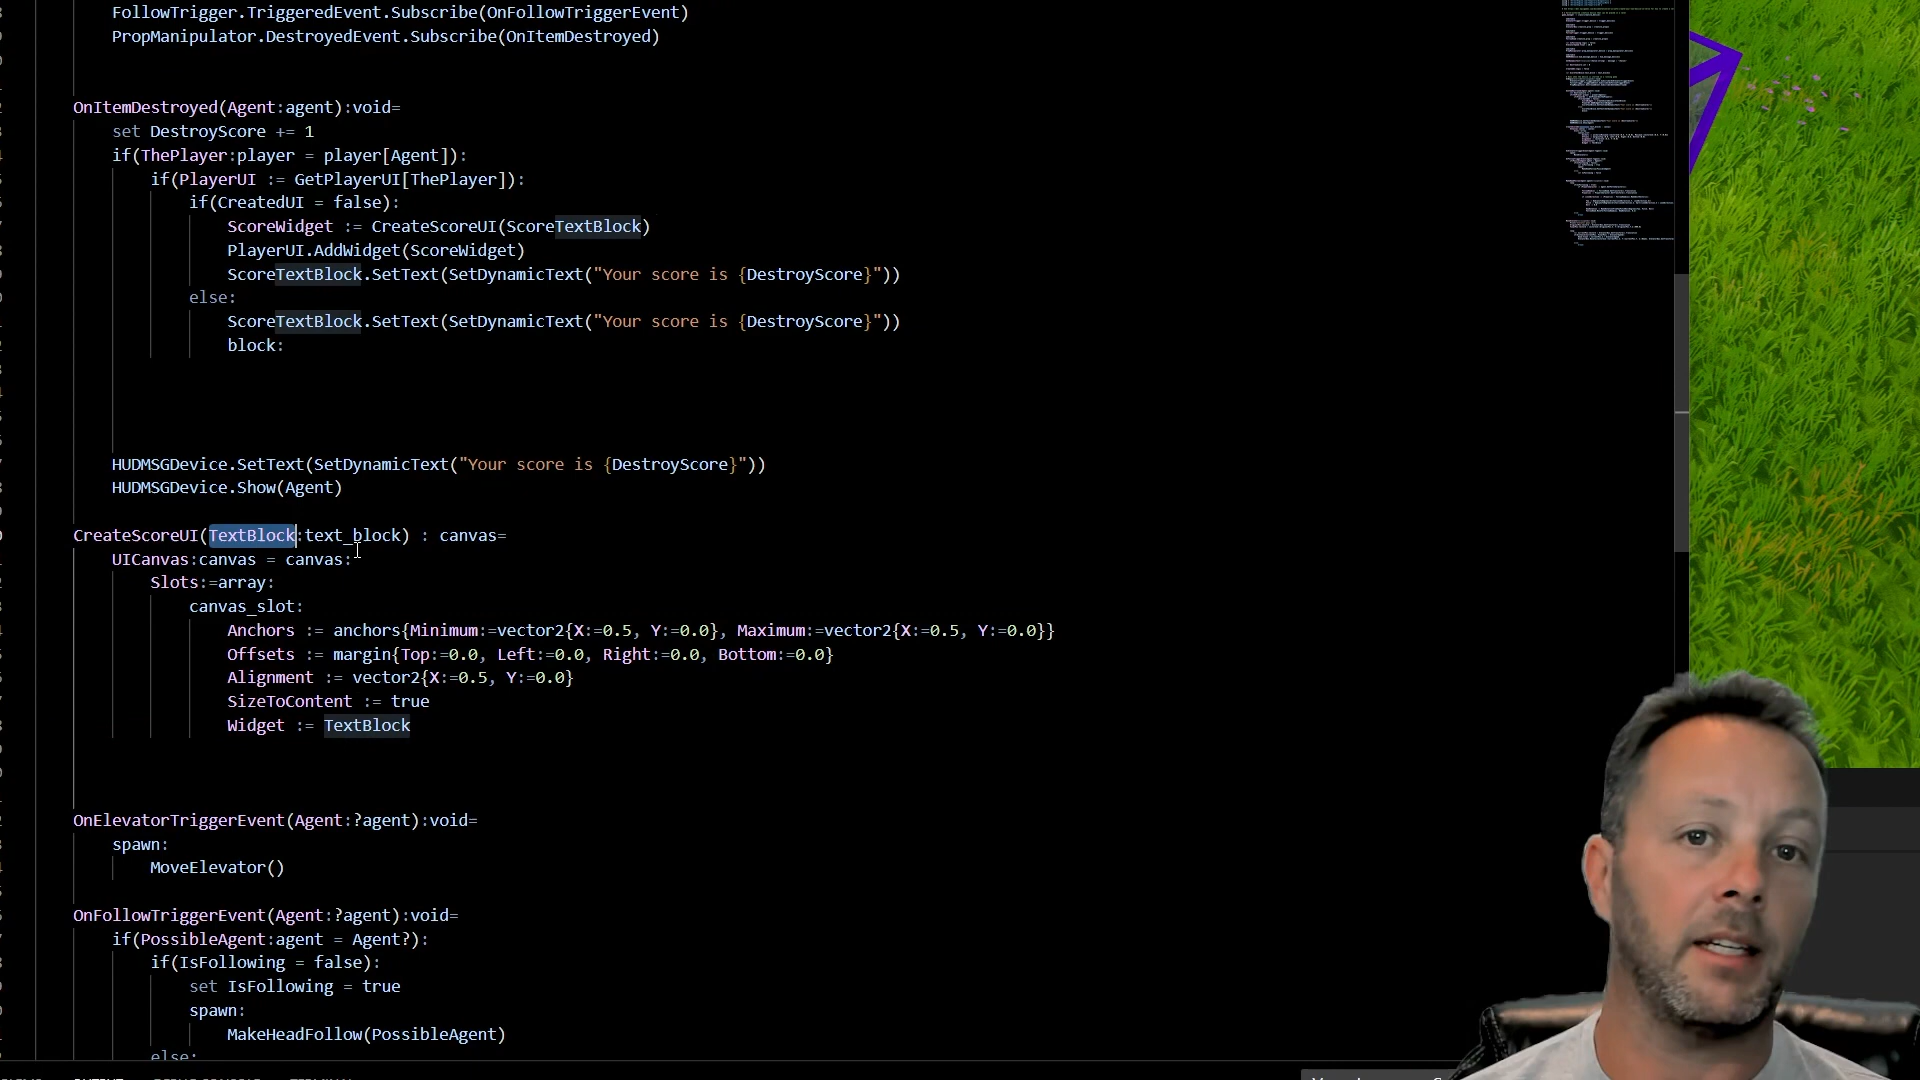 FollowTrigger.TriggeredEvent.Subscribe(OnFollowTriggerEvent)
PropManipulator.DestroyedEvent.Subscribe(OnItemDestroyed)
OnItemDestroyed(Agent:agent):void=
set DestroyScore += 1
if(ThePlayer:player = player[Agent]):
if(PlayerUI := GetPlayerUI[ThePlayer]):
if(CreatedUI = false):
ScoreWidget := CreateScoreUI(ScoreTextBlock)
PlayerUI.AddWidget(ScoreWidget)
ScoreTextBlock.SetText(SetDynamicText("Your score is {DestroyScore}"))
else:
ScoreTextBlock.SetText(SetDynamicText("Your score is {DestroyScore}"))
block:
HUDMSGDevice.SetText(SetDynamicText("Your score is {DestroyScore}"))
HUDMSGDevice.Show(Agent)
CreateScoreUI(TextBlock:text_block) : canvas=
UICanvas:canvas = canvas:
Slots:=array:
canvas_slot:
Anchors := anchors{Minimum:=vector2{X:=0.5, Y:=0.0}, Maximum:=vector2{X:=0.5, Y:=0.0}}
Offsets := margin{Top:=0.0, Left:=0.0, Right:=0.0, Bottom:=0.0}
Alignment := vector2{X:=0.5, Y:=0.0}
SizeToContent := true
Widget := TextBlock
OnElevatorTriggerEvent(Agent:?agent):void=
spawn:
MoveElevator()
OnFollowTriggerEvent(Agent:?agent):void=
if(PossibleAgent:agent = Agent?):
if(IsFollowing = false):
set IsFollowing = true
spawn:
MakeHeadFollow(PossibleAgent)
else: